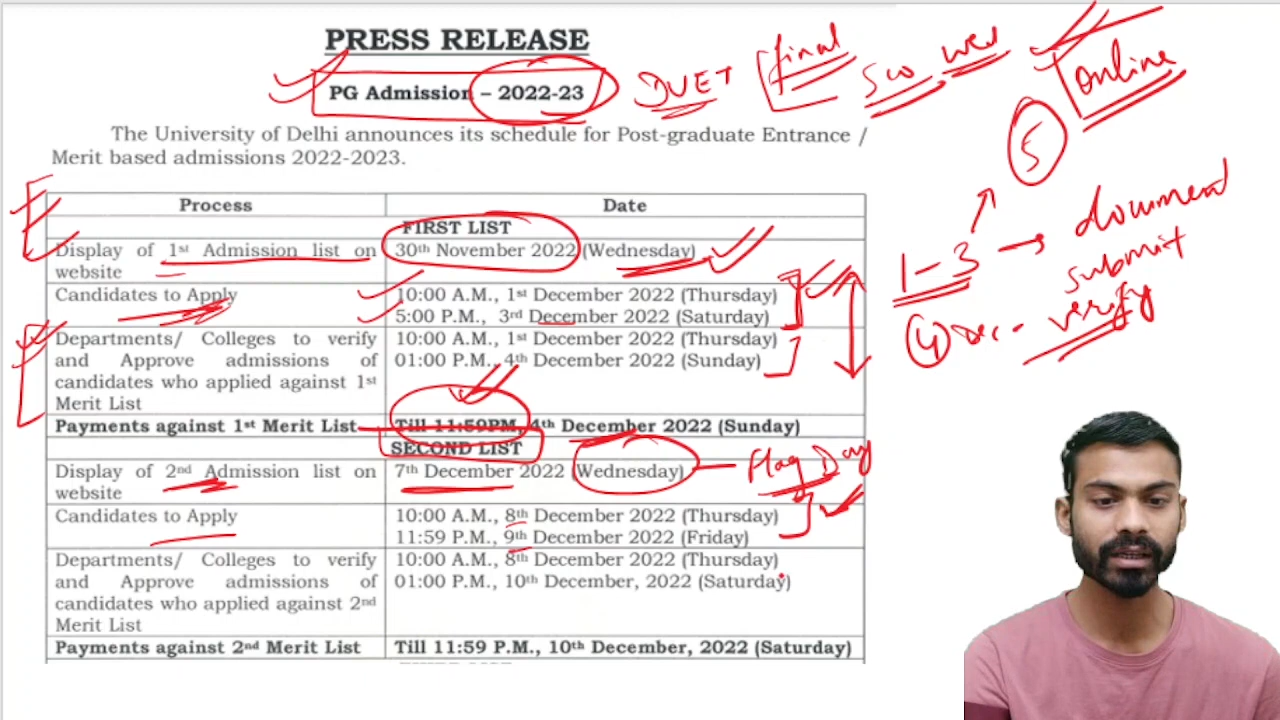 PRESS RELEASE
PG Admission – 2022-23
DUET
final
online
5
The University of Delhi announces its schedule for Post-graduate Entrance /
Merit based admissions 2022-2023.
Process Date
FIRST LIST
Display of 1st Admission list on website 30th November 2022 (Wednesday)
Candidates to Apply 10:00 A.M., 1st December 2022 (Thursday)
5:00 P.M., 3rd December 2022 (Saturday)
1-3 → document
submit
4 Dec - verify
Departments/ Colleges to verify 10:00 A.M., 1st December 2022 (Thursday)
and Approve admissions of 01:00 P.M., 4th December 2022 (Sunday)
candidates who applied against 1st
Merit List
Payments against 1st Merit List Till 11:59PM, 4th December 2022 (Sunday)
SECOND LIST
Display of 2nd Admission list on website 7th December 2022 (Wednesday) Flag Day
Candidates to Apply 10:00 A.M., 8th December 2022 (Thursday)
11:59 P.M., 9th December 2022 (Friday)
Departments/ Colleges to verify 10:00 A.M., 8th December 2022 (Thursday)
and Approve admissions of 01:00 P.M., 10th December, 2022 (Saturday)
candidates who applied against 2nd
Merit List
Payments against 2nd Merit List Till 11:59 P.M., 10th December, 2022 (Saturday)